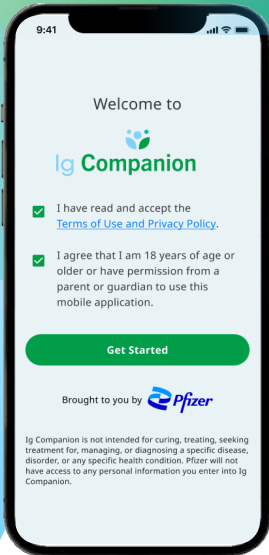 9:41
Welcome to
Ig Companion
I have read and accept the
Terms of Use and Privacy Policy.
I agree that I am 18 years of age or
older or have permission from a
parent or guardian to use this
mobile application.
Get Started
Brought to you by Pfizer
Ig Companion is not intended for curing, treating, seeking
treatment for, managing, or diagnosing a specific disease,
disorder, or any specific health condition. Pfizer will not
have access to any personal information you enter into Ig
Companion.